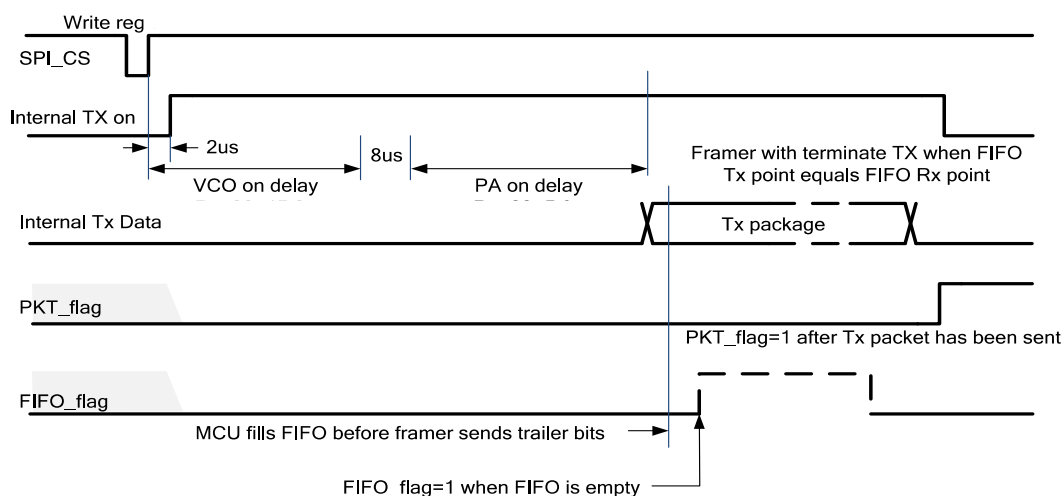 Write reg
SPI_CS
Internal TX on
2us
8us
VCO on delay
PA on delay
Framer with terminate TX when FIFO
Tx point equals FIFO Rx point
Internal Tx Data
Tx package
PKT_flag
PKT_flag=1 after Tx packet has been sent
FIFO_flag
MCU fills FIFO before framer sends trailer bits
FIFO_flag=1 when FIFO is empty